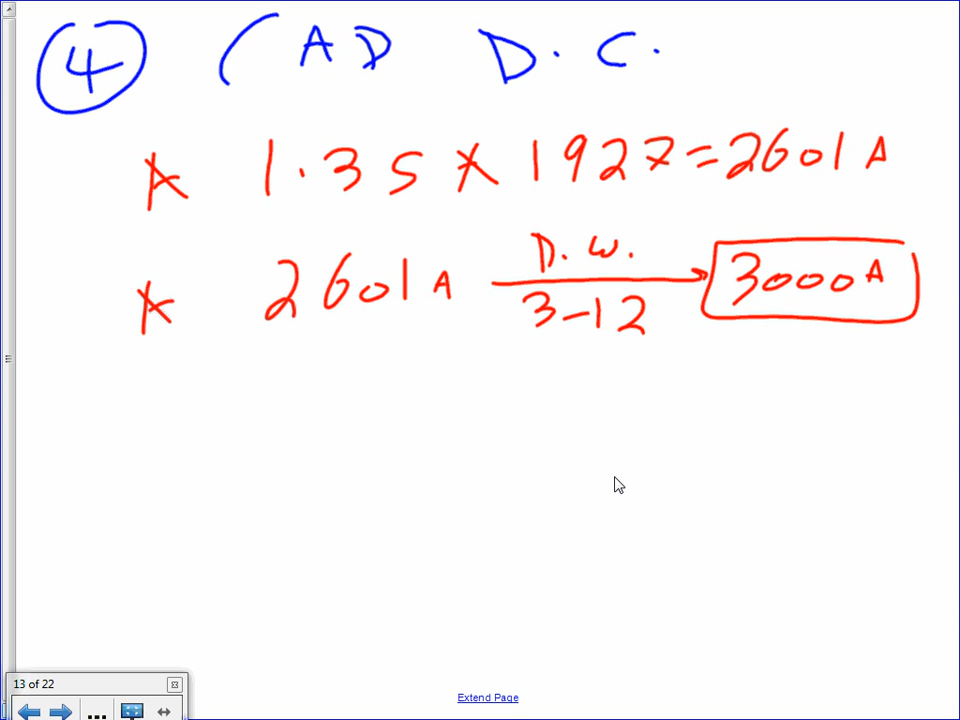 ④ CAD D.C.
* 1.35 x 1927 = 2601 A
* 2601 A D.W. 3-12 → 3000 A
13 of 22
...
Extend Page